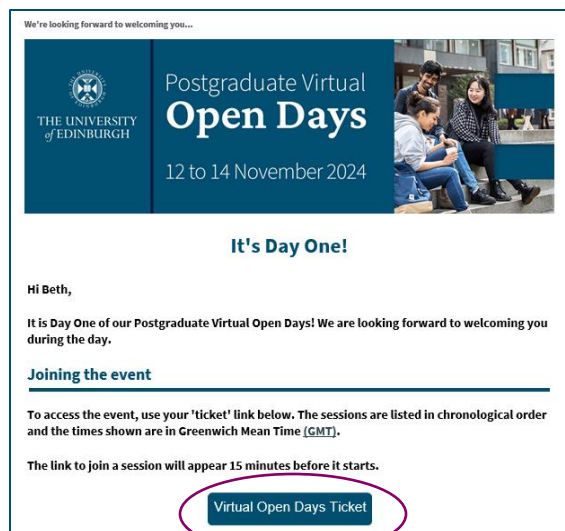 We're looking forward to welcoming you...
THE UNIVERSITY
of EDINBURGH
Postgraduate Virtual
Open Days
12 to 14 November 2024
It's Day One!
Hi Beth,
It is Day One of our Postgraduate Virtual Open Days! We are looking forward to welcoming you
during the day.
Joining the event
To access the event, use your 'ticket' link below. The sessions are listed in chronological order
and the times shown are in Greenwich Mean Time (GMT).
The link to join a session will appear 15 minutes before it starts.
Virtual Open Days Ticket